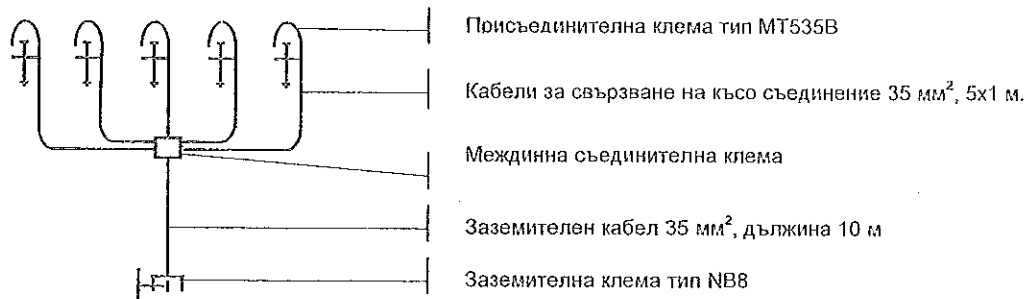 Присъединителна клема тип MT535B
Кабели за свързване на късо съединение 35 мм², 5х1 м.
Междинна съединителна клема
Заземителен кабел 35 мм², дължина 10 м
Заземителна клема тип NB8